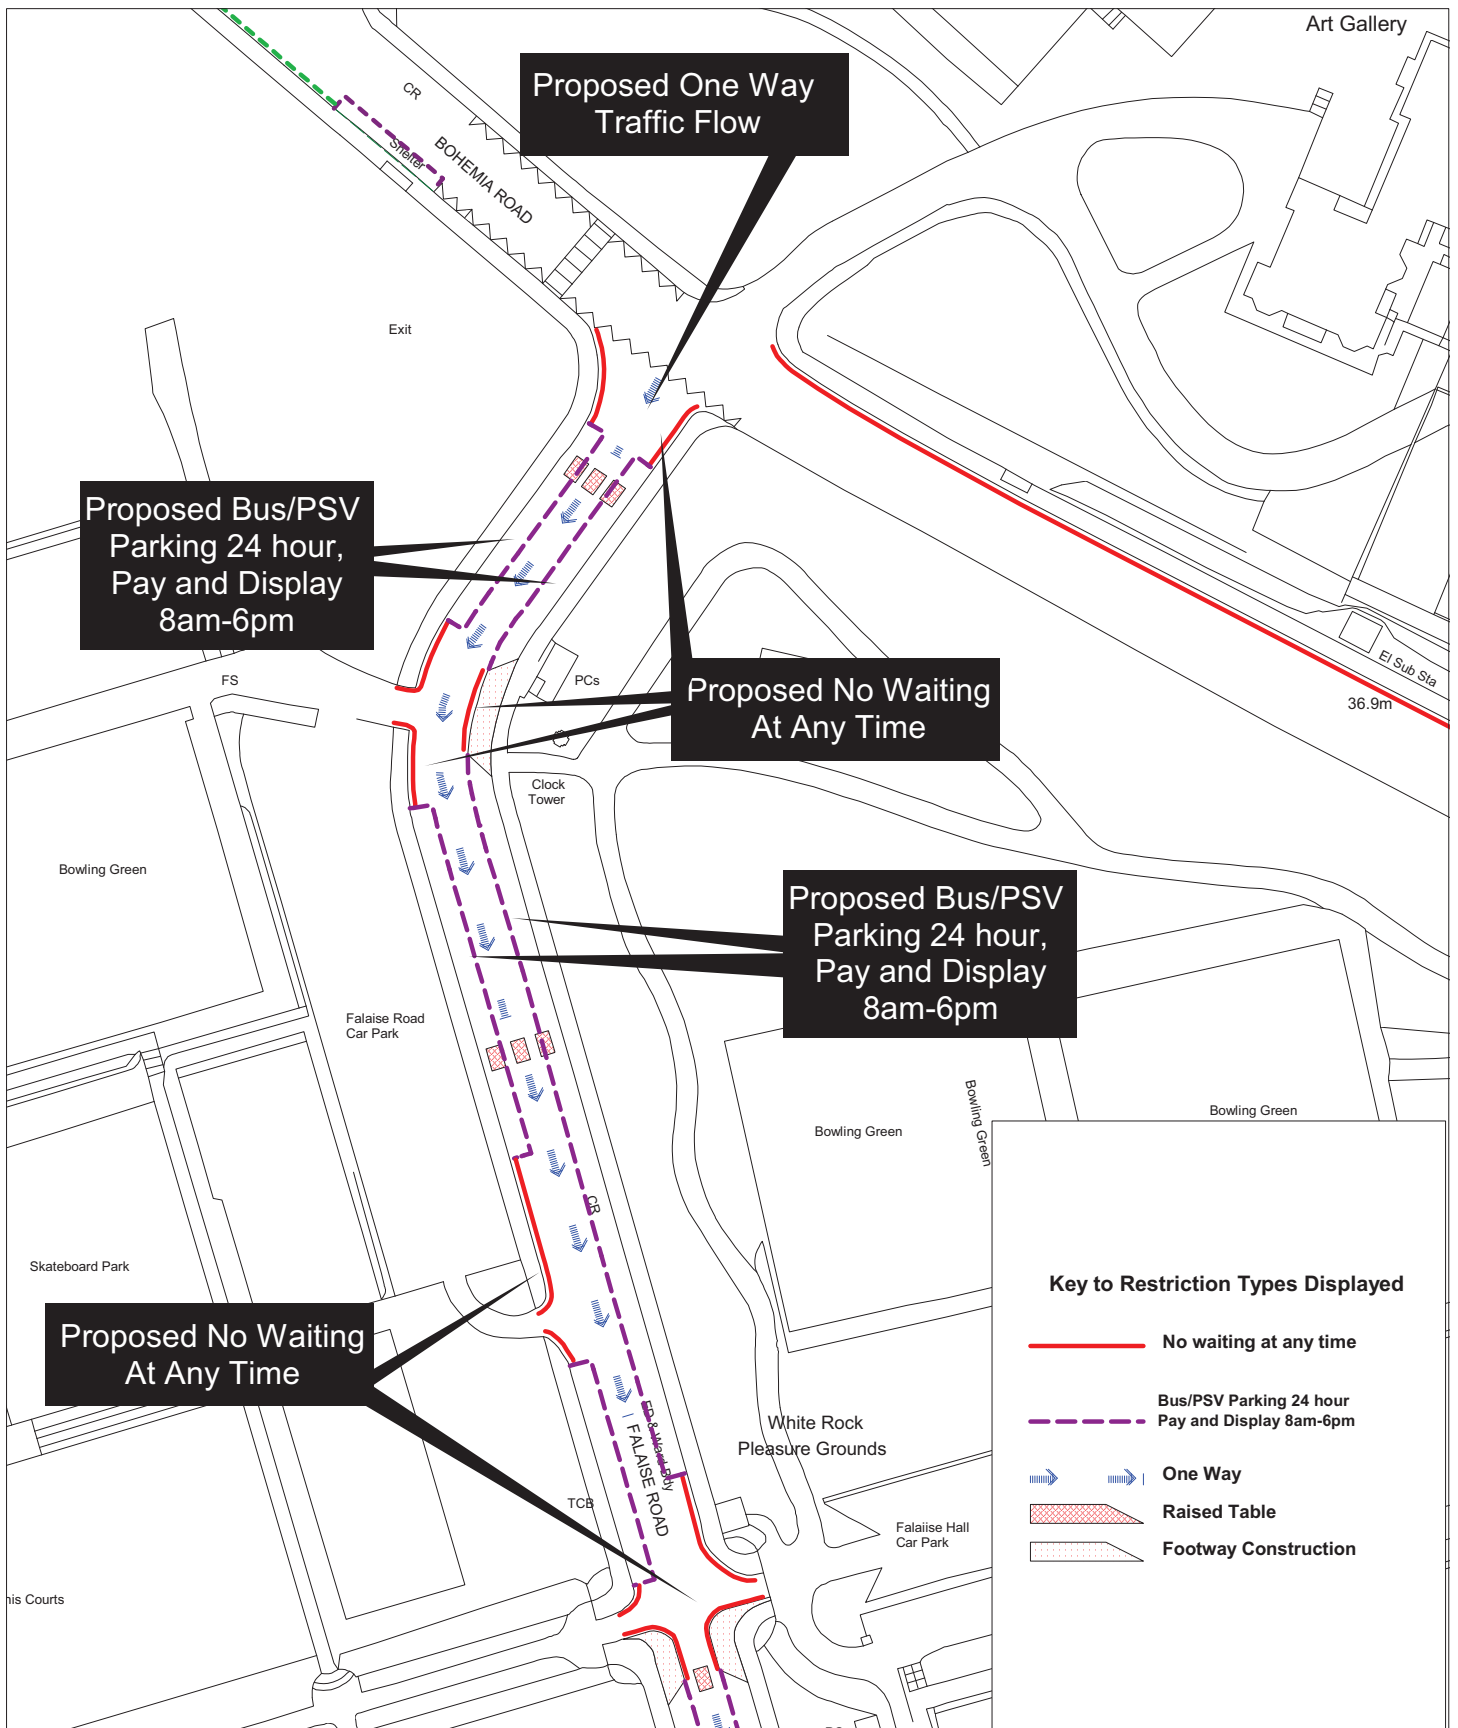 Art Gallery
Proposed One Way
Traffic Flow
CR
Shelter
BOHEMIA ROAD
Exit
Proposed Bus/PSV
Parking 24 hour,
Pay and Display
8am-6pm
FS
PCs
Proposed No Waiting
At Any Time
El Sub Sta
36.9m
Clock
Tower
Bowling Green
Proposed Bus/PSV
Parking 24 hour,
Pay and Display
8am-6pm
Falaise Road
Car Park
Bowling Green
Bowling Green
Bowling Green
CR
Skateboard Park
Proposed No Waiting
At Any Time
Key to Restriction Types Displayed
No waiting at any time
Bus/PSV Parking 24 hour
Pay and Display 8am-6pm
One Way
Raised Table
Footway Construction
White Rock
Pleasure Grounds
ED & Ward Bdy
FALAISE ROAD
TCB
Falaiise Hall
Car Park
nis Courts